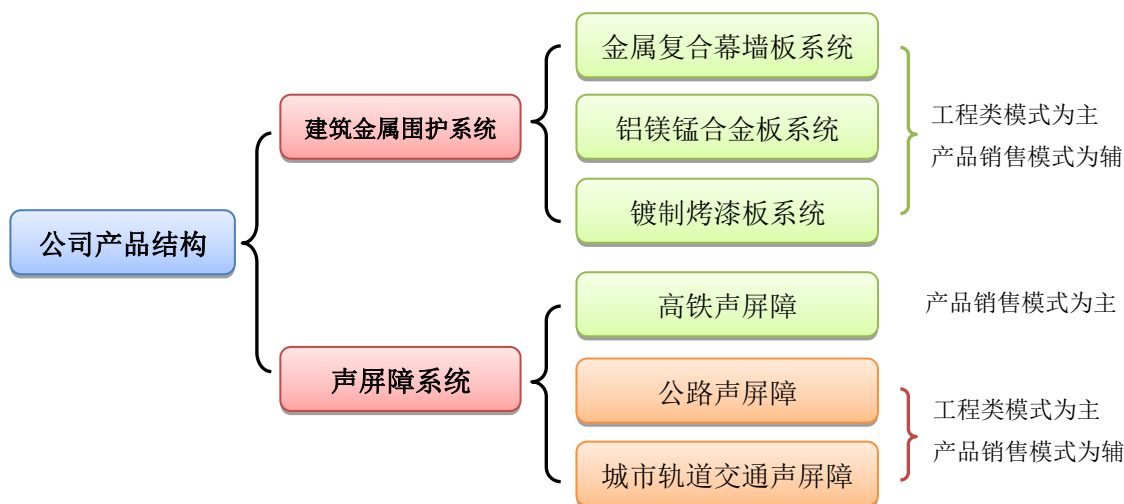 公司产品结构
建筑金属围护系统
金属复合幕墙板系统
铝镁锰合金板系统
镀制烤漆板系统
工程类模式为主
产品销售模式为辅
声屏障系统
高铁声屏障
产品销售模式为主
公路声屏障
城市轨道交通声屏障
工程类模式为主
产品销售模式为辅